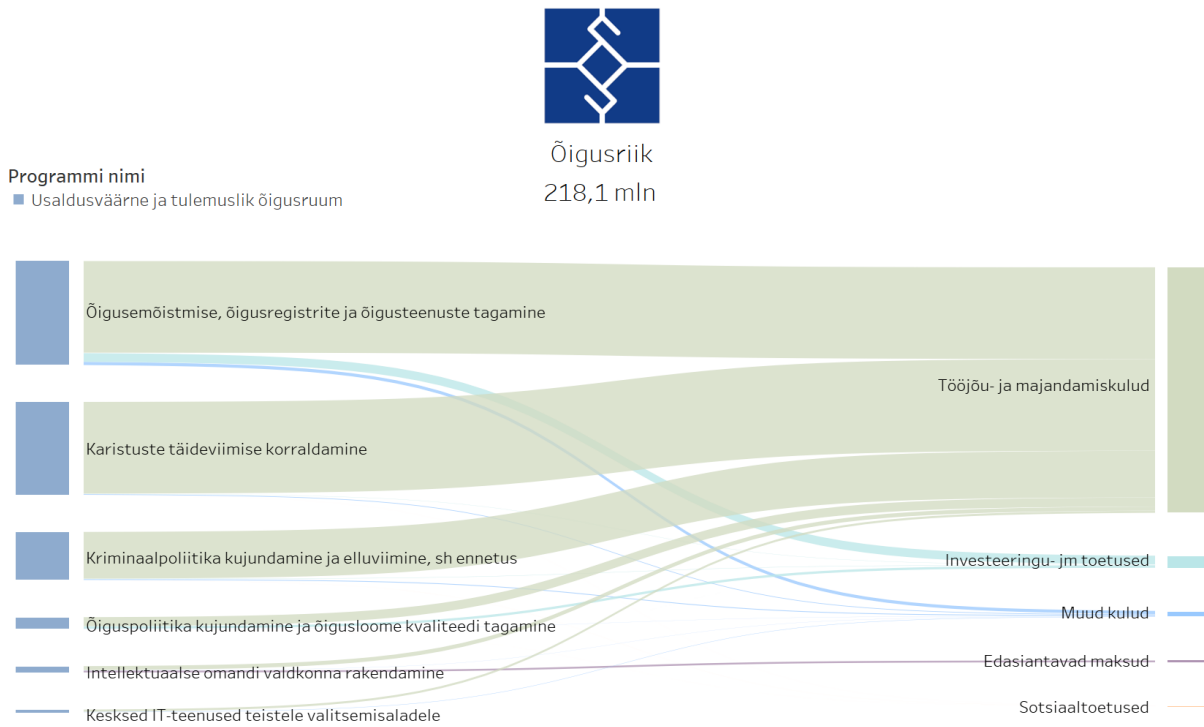 Õigusriik
218,1 mln
Programmi nimi
Usaldusväärne ja tulemuslik õigusruum
Õigusemõistmise, õigusregistrite ja õigusteenuste tagamine
Tööjõu- ja majandamiskulud
Karistuste täideviimise korraldamine
Kriminaalpoliitika kujundamine ja elluviimine, sh ennetus
Investeeringu- jm toetused
Muud kulud
Õiguspoliitika kujundamine ja õigusloome kvaliteedi tagamine
Edasiantavad maksud
Intellektuaalse omandi valdkonna rakendamine
Sotsiaaltoetused
Kesksed IT-teenused teistele valitsemisaladele